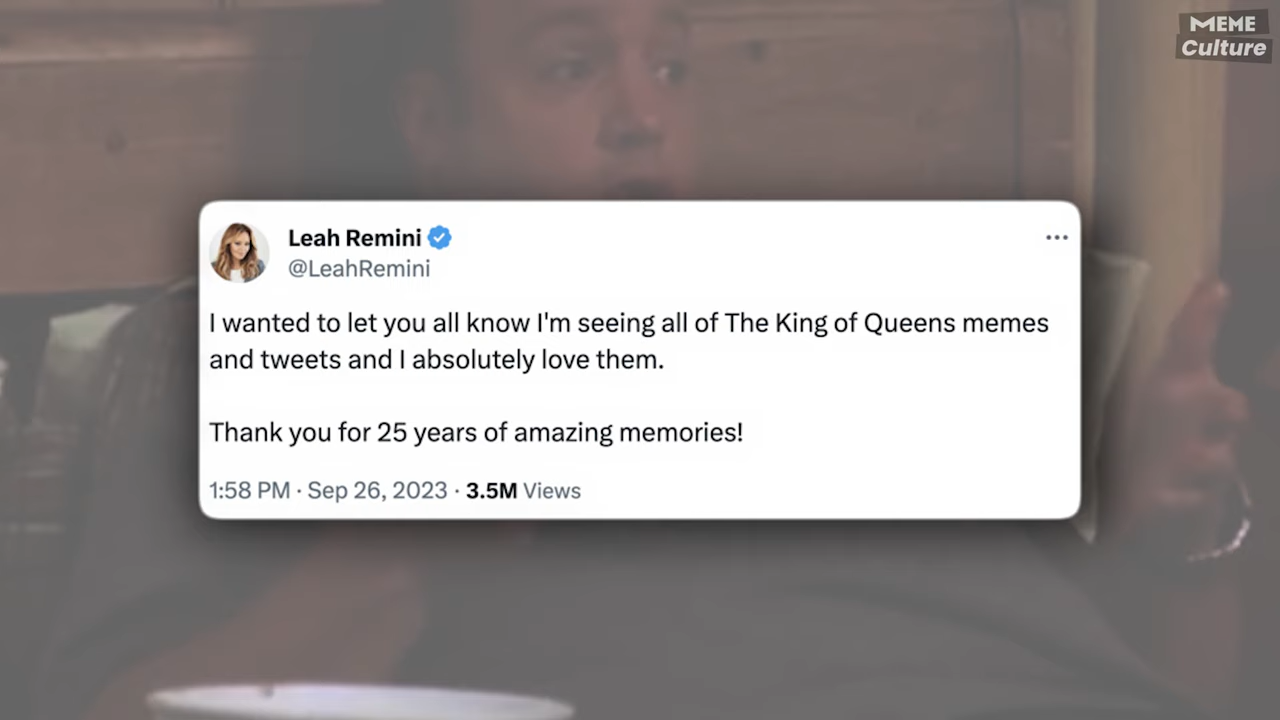 MEME
Culture
Leah Remini
@LeahRemini
I wanted to let you all know I'm seeing all of The King of Queens memes
and tweets and I absolutely love them.
Thank you for 25 years of amazing memories!
1:58 PM · Sep 26, 2023 · 3.5M Views